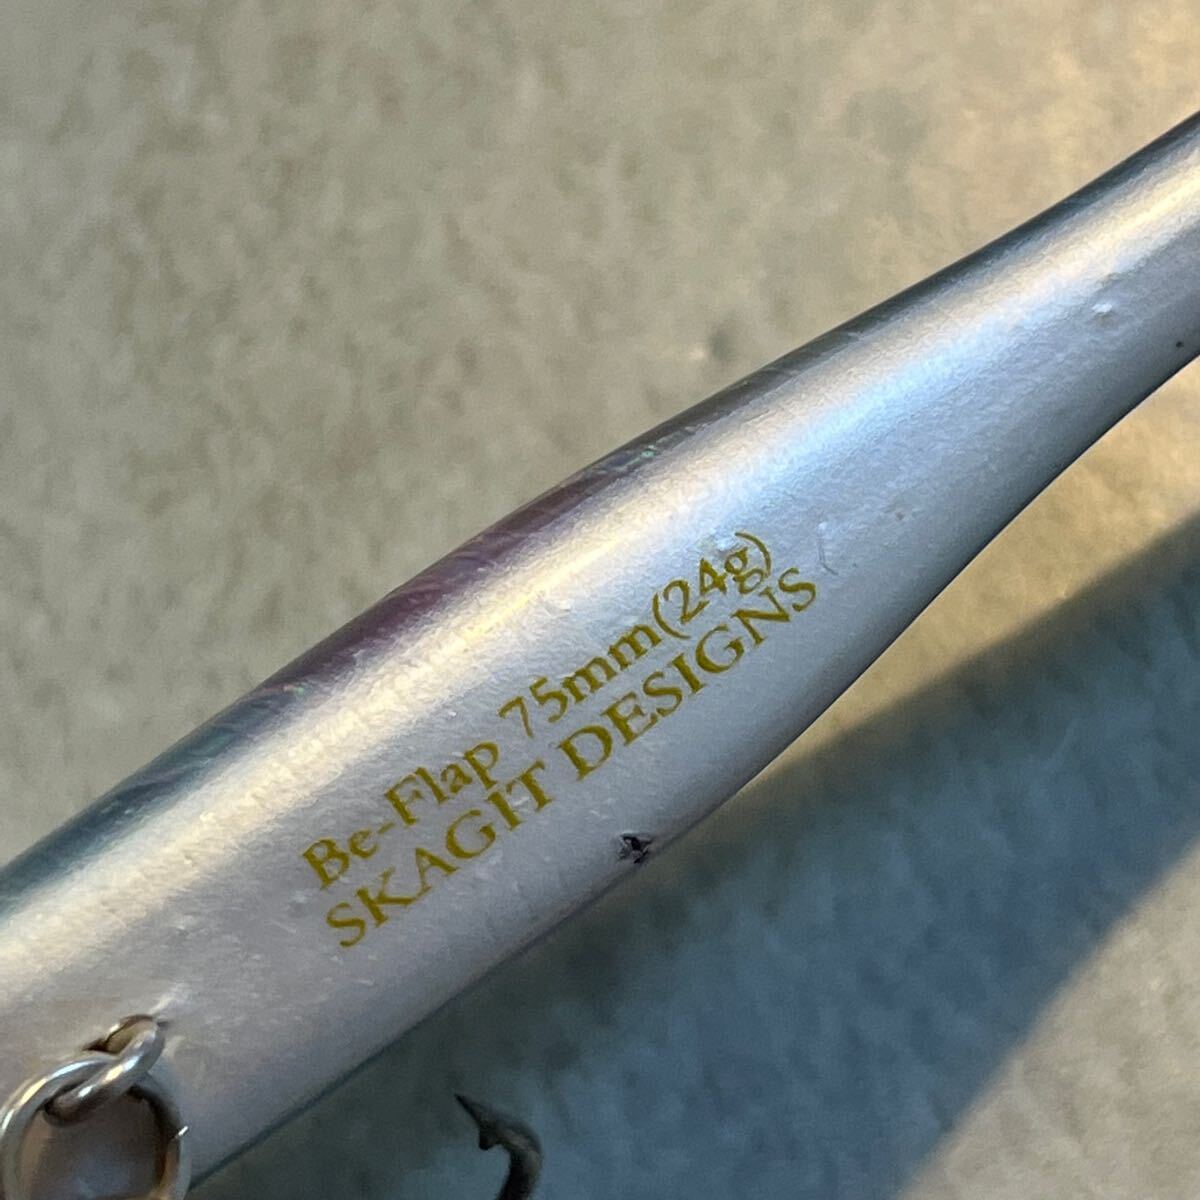 Be-Flap 75mm(24g)
SKAGIT DESIGNS